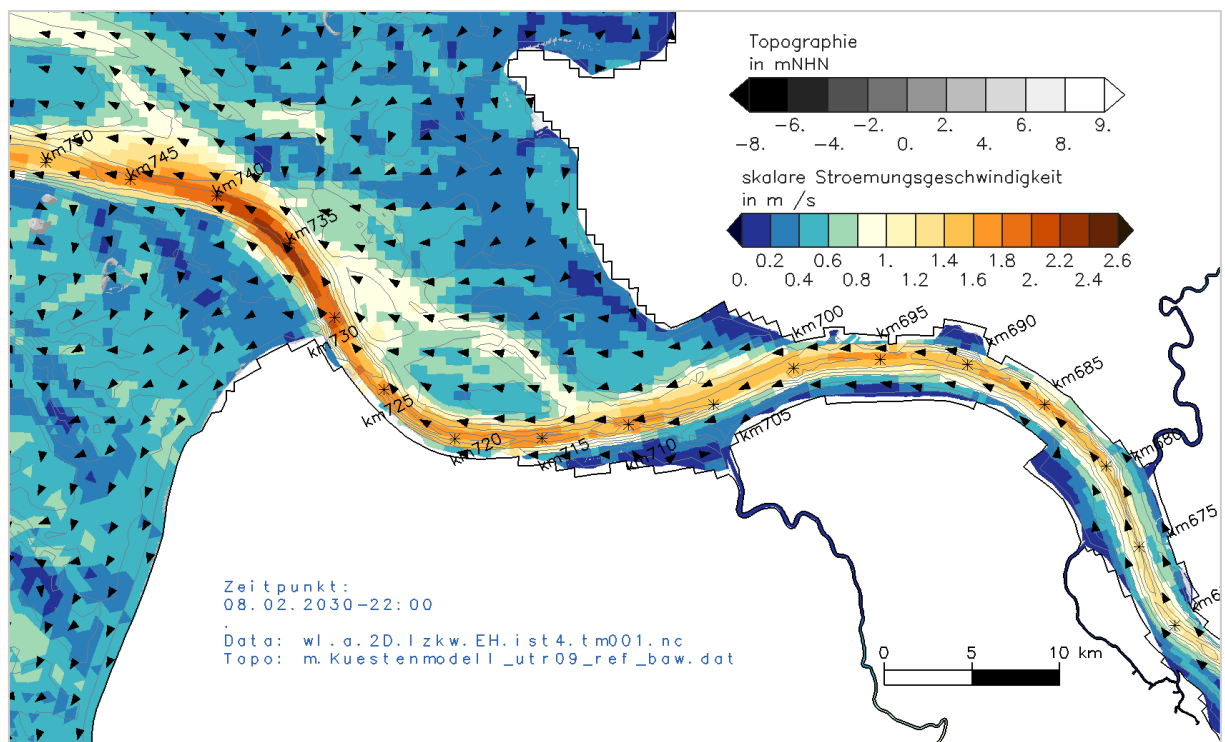 Topographie
in mNHN
-6. -2. 2. 6. 9.
-8. -4. 0. 4. 8.
skalare Stroemungsgeschwindigkeit
in m /s
0.2 0.6 1. 1.4 1.8 2.2 2.6
0. 0.4 0.8 1.2 1.6 2. 2.4
km750
km745
km740
km735
km730
km725
km720
km715
km710
km705
km700
km695
km690
km685
km680
km675
Zeitpunkt:
08.02.2030-22:00
.
Data: wl.a.2D.lzkw.EH.ist4.tm001.nc
Topo: m.Kuestenmodell_utr09_ref_baw.dat
0 5 10 km